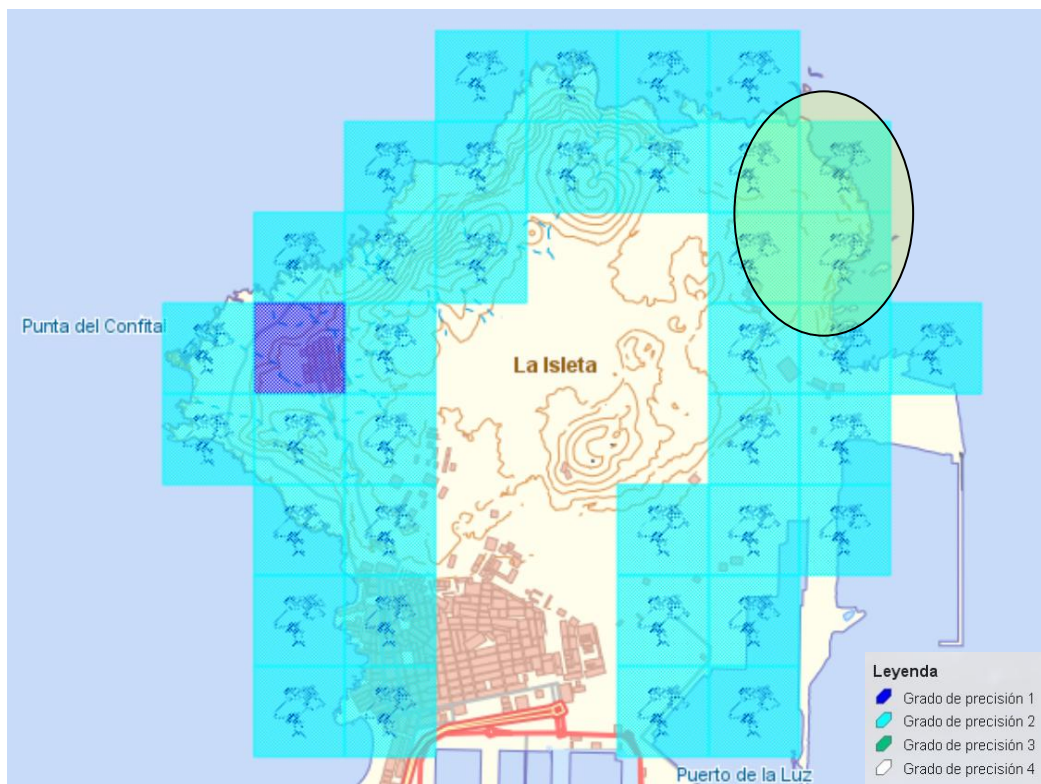 Punta del Confital
La Isleta
Leyenda
Grado de precisión 1
Grado de precisión 2
Grado de precisión 3
Grado de precisión 4
Puerto de la Luz